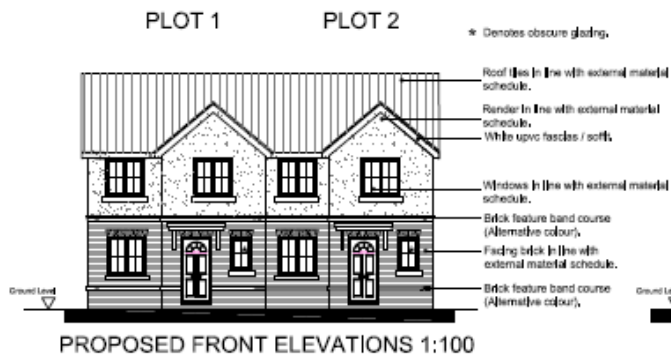 PLOT 1 PLOT 2
* Denotes obscure glazing.
Roof tiles in line with external material
schedule.
Render in line with external material
schedule.
White upvc fascias / soffit.
Windows in line with external material
schedule.
Brick feature band course
(Alternative colour).
Facing brick in line with
external material schedule.
Brick feature band course
(Alternative colour).
Ground Level
Ground Le
PROPOSED FRONT ELEVATIONS 1:100